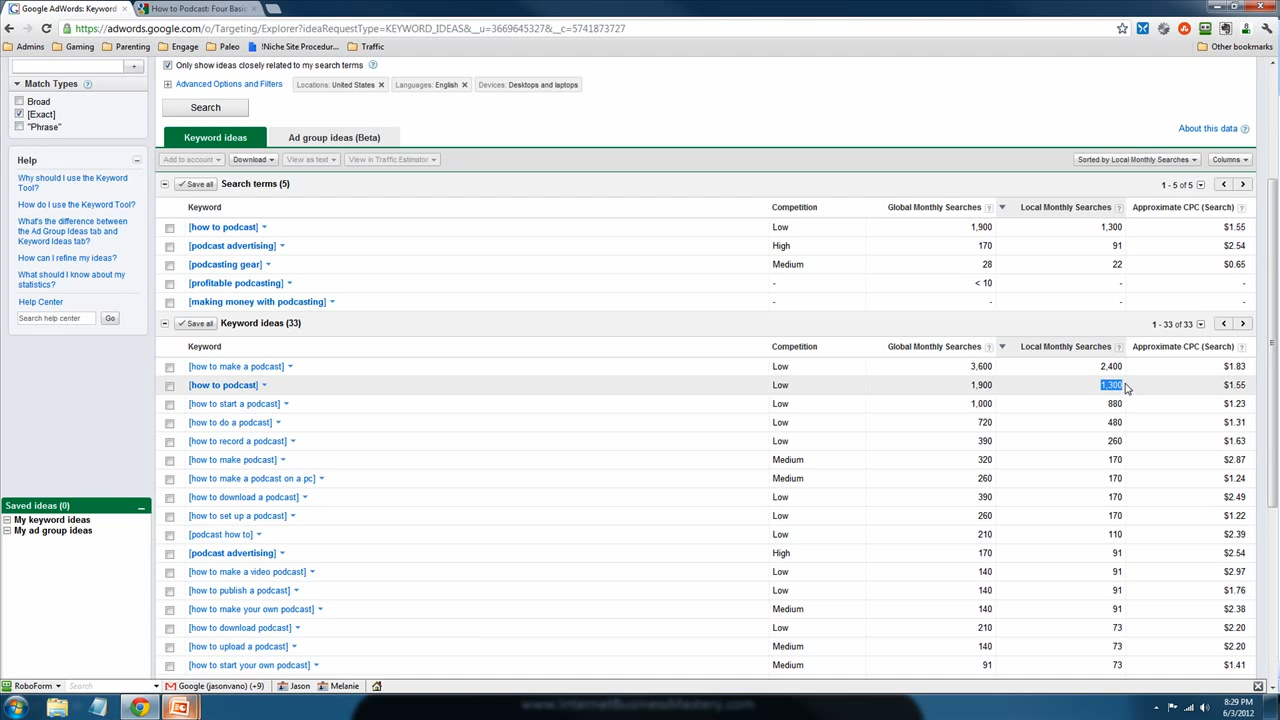 Google AdWords: Keyword
How to Podcast: Four Basic
https://adwords.google.com/o/Targeting/Explorer?ideaRequestType=KEYWORD_IDEAS&__u=3669645327&__c=5741873727
Admins Gaming Parenting Engage Paleo !Niche Site Procedur... Traffic Other bookmarks
Only show ideas closely related to my search terms
Advanced Options and Filters Locations: United States Languages: English Devices: Desktops and laptops
Match Types
Broad
[Exact]
"Phrase"
Search
Keyword ideas Ad group ideas (Beta)
About this data
Add to account Download View as text View in Traffic Estimator Sorted by Local Monthly Searches Columns
Help
Why should I use the Keyword
Tool?
How do I use the Keyword Tool?
What's the difference between
the Ad Group Ideas tab and
Keyword Ideas tab?
How can I refine my ideas?
What should I know about my
statistics?
Help Center
Search help center Go
Save all Search terms (5) 1 - 5 of 5
Keyword Competition Global Monthly Searches Local Monthly Searches Approximate CPC (Search)
[how to podcast] Low 1,900 1,300 $1.55
[podcast advertising] High 170 91 $2.54
[podcasting gear] Medium 28 22 $0.65
[profitable podcasting] - < 10 - -
[making money with podcasting] - - - -
Save all Keyword ideas (33) 1 - 33 of 33
Keyword Competition Global Monthly Searches Local Monthly Searches Approximate CPC (Search)
[how to make a podcast] Low 3,600 2,400 $1.83
[how to podcast] Low 1,900 1,300 $1.55
[how to start a podcast] Low 1,000 880 $1.23
[how to do a podcast] Low 720 480 $1.31
[how to record a podcast] Low 390 260 $1.63
[how to make podcast] Medium 320 170 $2.87
[how to make a podcast on a pc] Medium 260 170 $1.24
[how to download a podcast] Low 390 170 $2.49
[how to set up a podcast] Low 260 170 $1.22
[podcast how to] Low 210 110 $2.39
[podcast advertising] High 170 91 $2.54
[how to make a video podcast] Low 140 91 $2.97
[how to publish a podcast] Low 140 91 $1.76
[how to make your own podcast] Medium 140 91 $2.38
[how to download podcast] Low 210 73 $2.20
[how to upload a podcast] Medium 140 73 $2.20
[how to start your own podcast] Medium 91 73 $1.41
Saved ideas (0)
My keyword ideas
My ad group ideas
RoboForm Search Google (jasonvano) (+9) Jason Melanie
www.InternetBusinessMastery.com
8:29 PM
6/3/2012